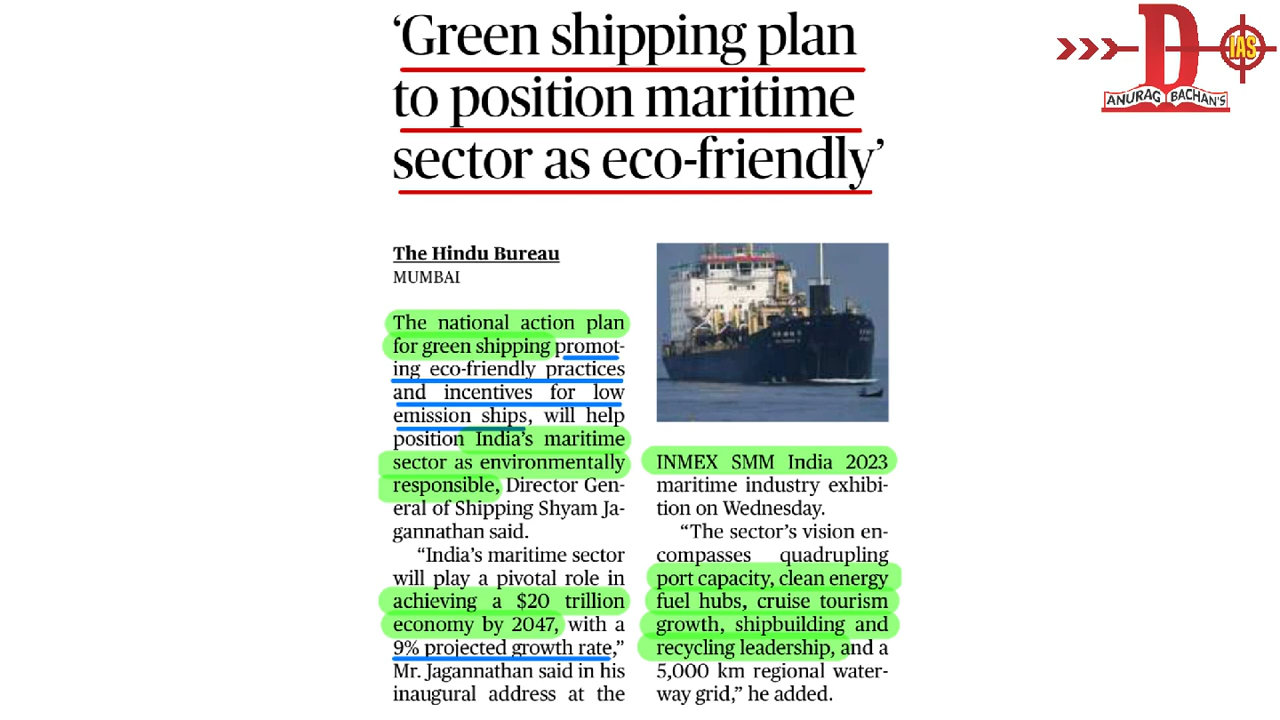 ‘Green shipping plan
to position maritime
sector as eco-friendly’
D
IAS
ANURAG BACHAN'S
The Hindu Bureau
MUMBAI
The national action plan
for green shipping promot-
ing eco-friendly practices
and incentives for low
emission ships, will help
position India’s maritime
sector as environmentally
responsible, Director Gen-
eral of Shipping Shyam Ja-
gannathan said.
“India’s maritime sector
will play a pivotal role in
achieving a $20 trillion
economy by 2047, with a
9% projected growth rate,”
Mr. Jagannathan said in his
inaugural address at the
INMEX SMM India 2023
maritime industry exhibi-
tion on Wednesday.
“The sector’s vision en-
compasses quadrupling
port capacity, clean energy
fuel hubs, cruise tourism
growth, shipbuilding and
recycling leadership, and a
5,000 km regional water-
way grid,” he added.